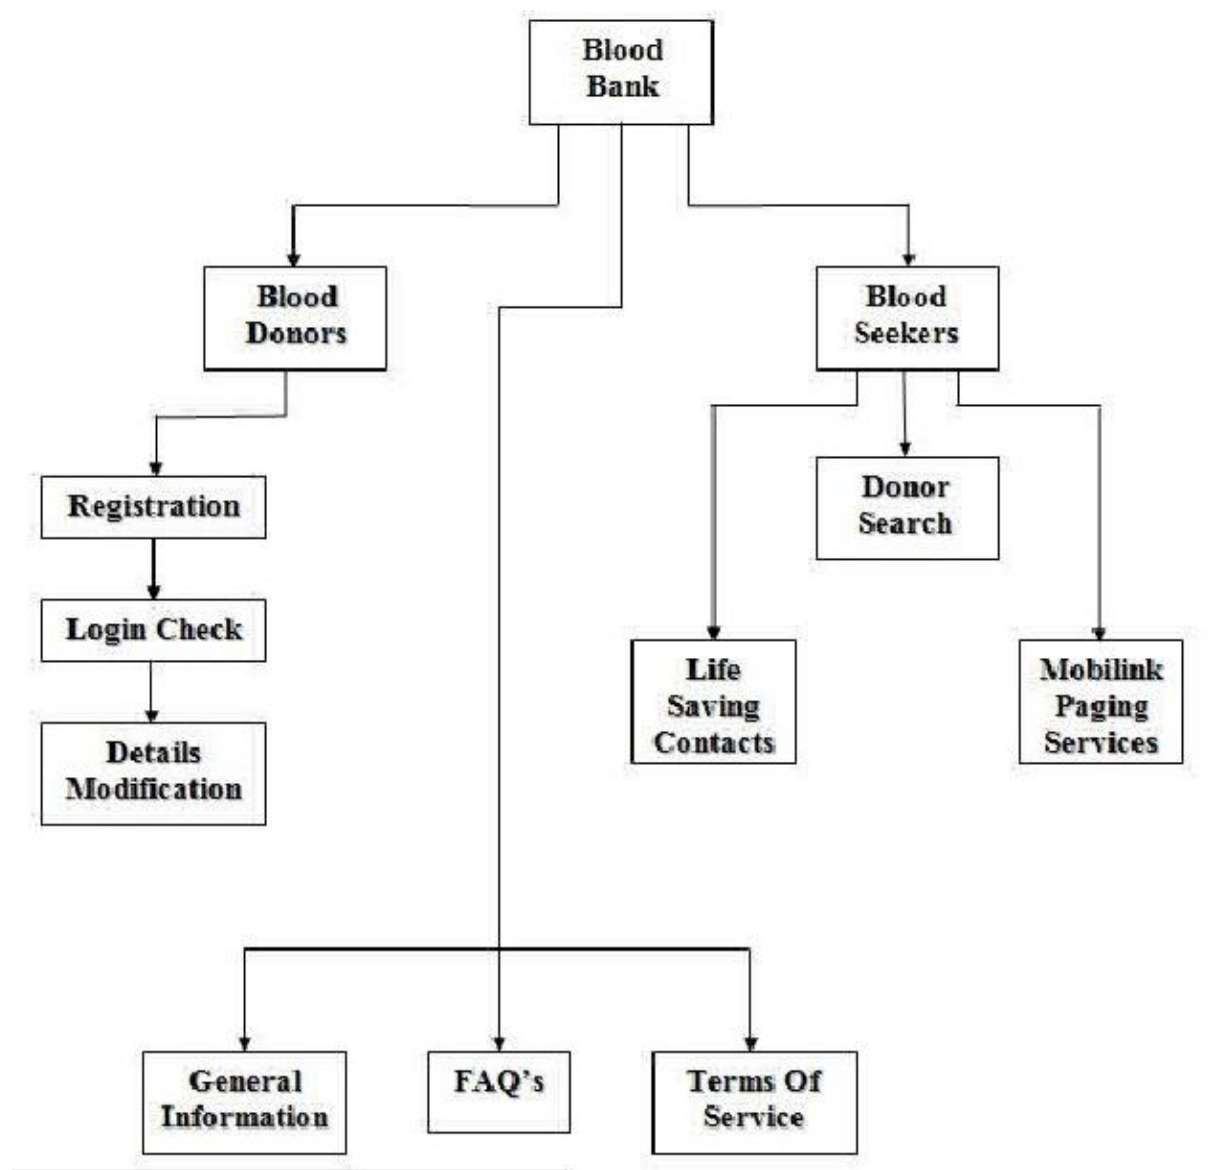 Blood
Bank
Blood
Donors
Blood
Seekers
Registration
Donor
Search
Login Check
Life
Saving
Contacts
Mobilink
Paging
Services
Details
Modification
General
Information
FAQ's
Terms Of
Service